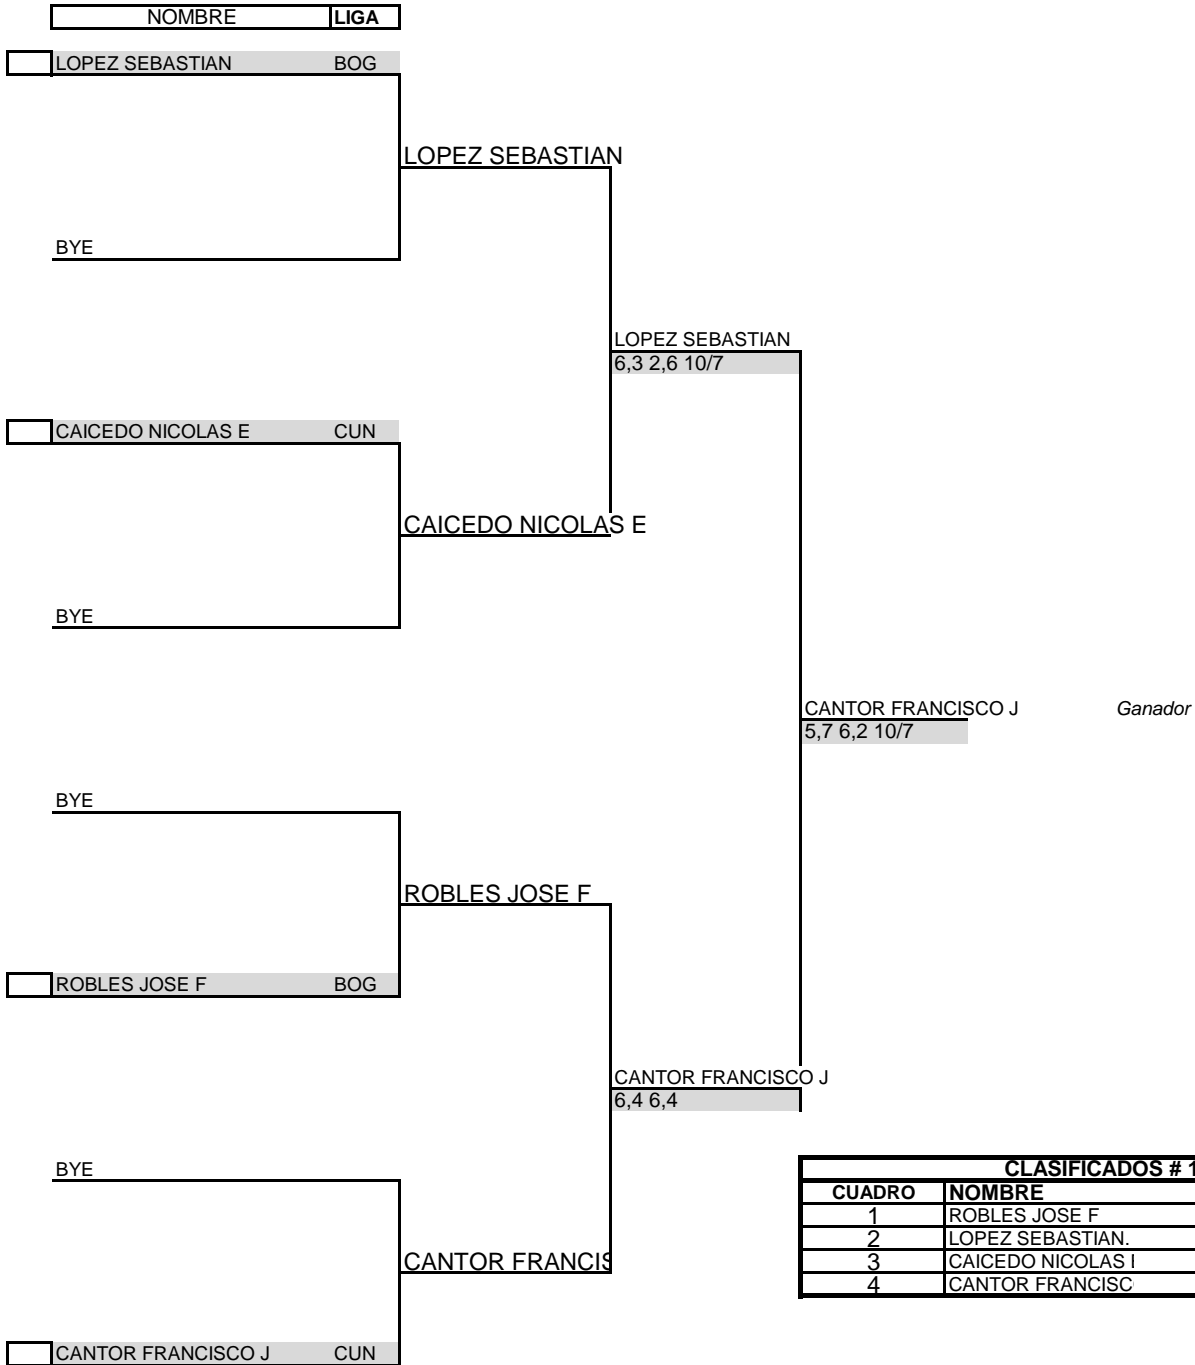 NOMBRE LIGA
LOPEZ SEBASTIAN BOG
LOPEZ SEBASTIAN
BYE
LOPEZ SEBASTIAN
6,3 2,6 10/7
CAICEDO NICOLAS E CUN
CAICEDO NICOLAS E
BYE
CANTOR FRANCISCO J Ganador
5,7 6,2 10/7
BYE
ROBLES JOSE F
ROBLES JOSE F BOG
CANTOR FRANCISCO J
6,4 6,4
BYE
CLASIFICADOS # 1
CUADRO NOMBRE
1 ROBLES JOSE F
2 LOPEZ SEBASTIAN.
3 CAICEDO NICOLAS
4 CANTOR FRANCISC
CANTOR FRANCIS
CANTOR FRANCISCO J CUN